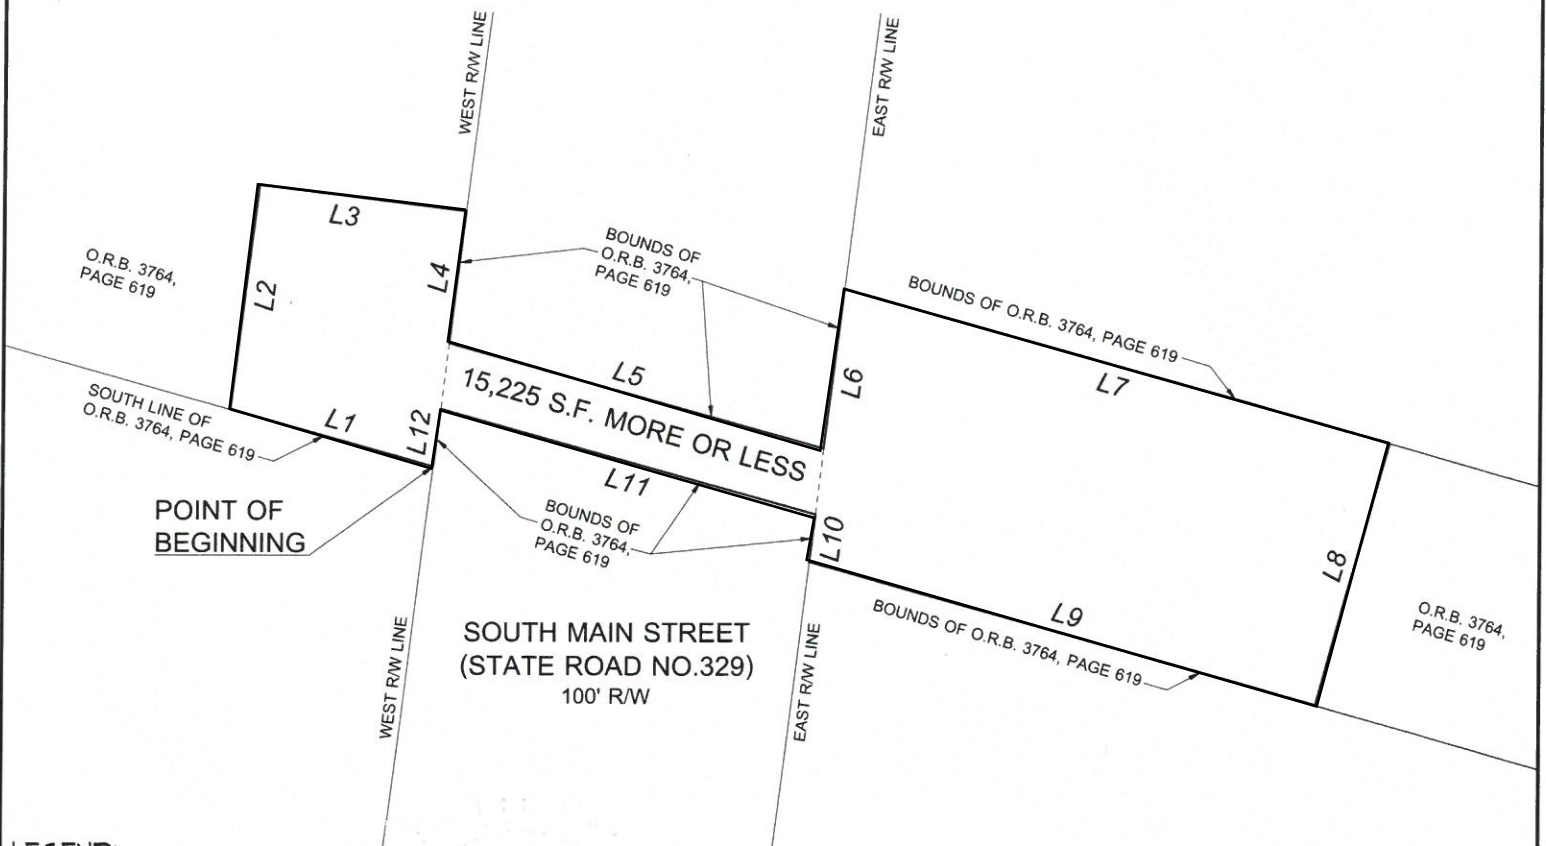 WEST R/W LINE
EAST R/W LINE
L3
BOUNDS OF
O.R.B. 3764,
PAGE 619
O.R.B. 3764,
PAGE 619
L2
L4
BOUNDS OF O.R.B. 3764, PAGE 619
L5
L6
L7
15,225 S.F. MORE OR LESS
SOUTH LINE OF
O.R.B. 3764, PAGE 619
L1
L12
L11
POINT OF
BEGINNING
BOUNDS OF
O.R.B. 3764,
PAGE 619
L10
L8
L9
BOUNDS OF O.R.B. 3764, PAGE 619
O.R.B. 3764,
PAGE 619
SOUTH MAIN STREET
(STATE ROAD NO.329)
100' R/W
WEST R/W LINE
EAST R/W LINE